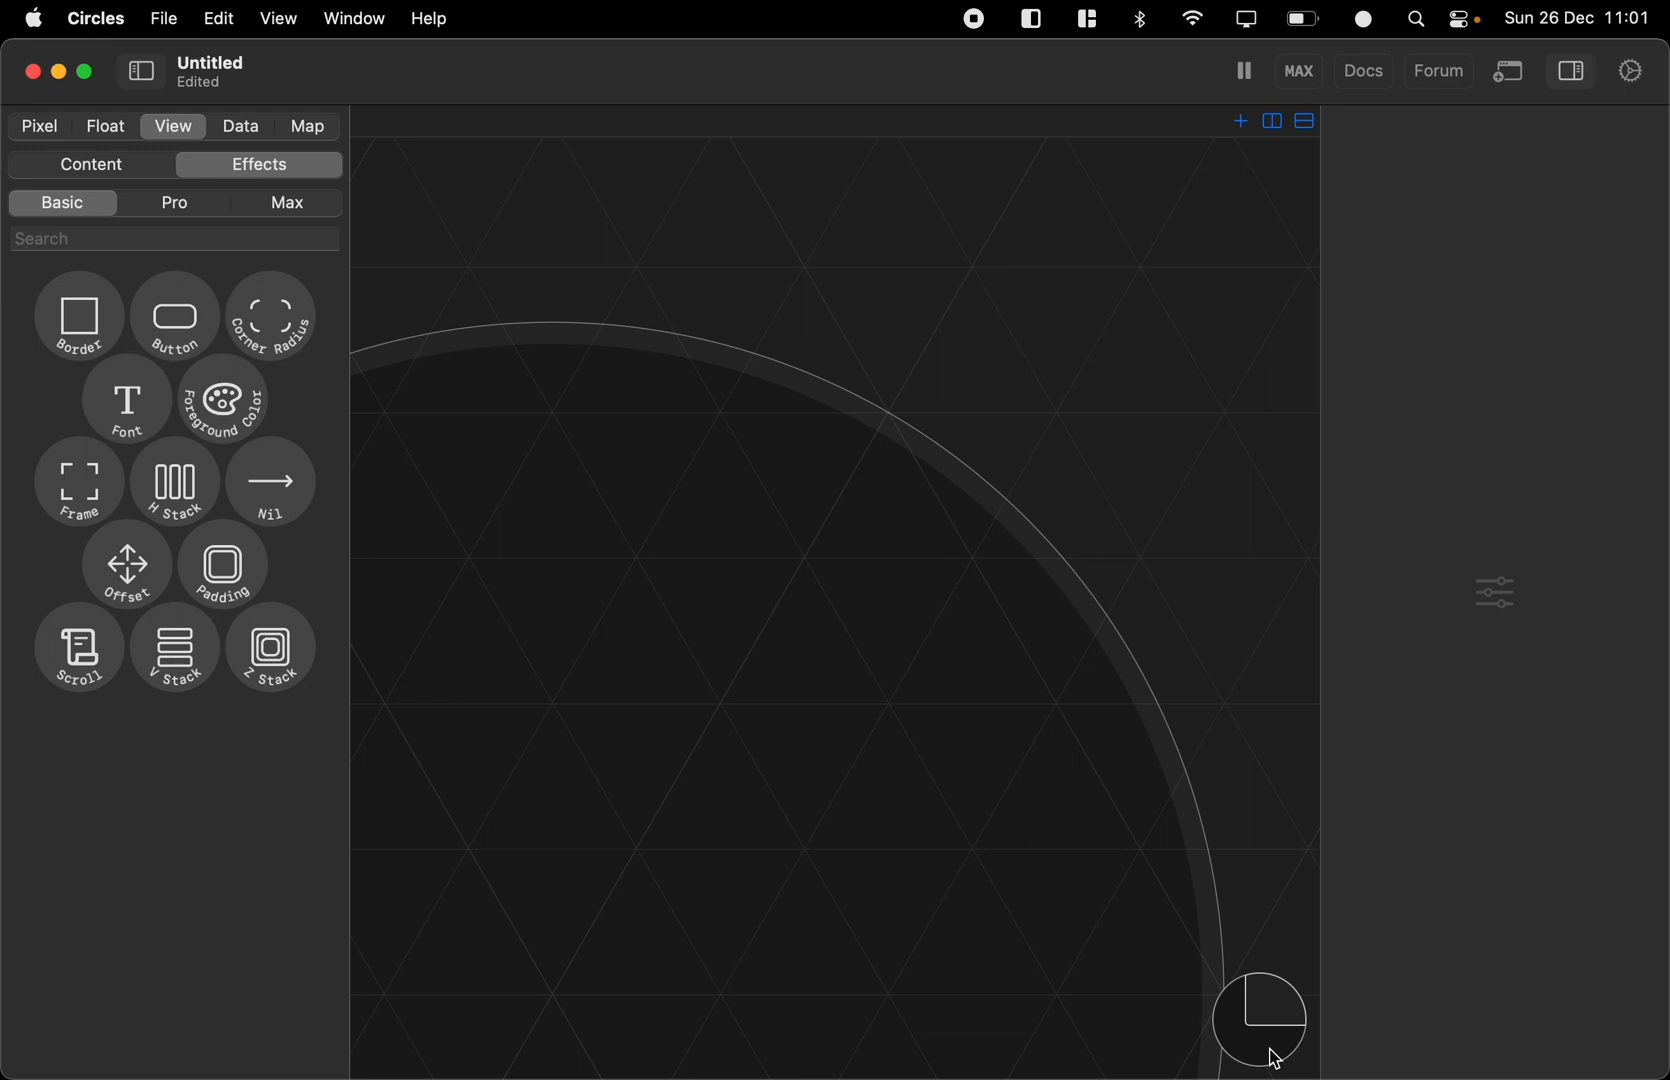 Circles File Edit View Window Help Sun 26 Dec 11:01
Untitled
Edited
MAX Docs Forum
Pixel Float View Data Map
Content Effects
Basic Pro Max
Search
Border Button Corner Radius
T
Font Foreground Color
Frame H Stack Nil
Offset Padding
Scroll V Stack Z Stack